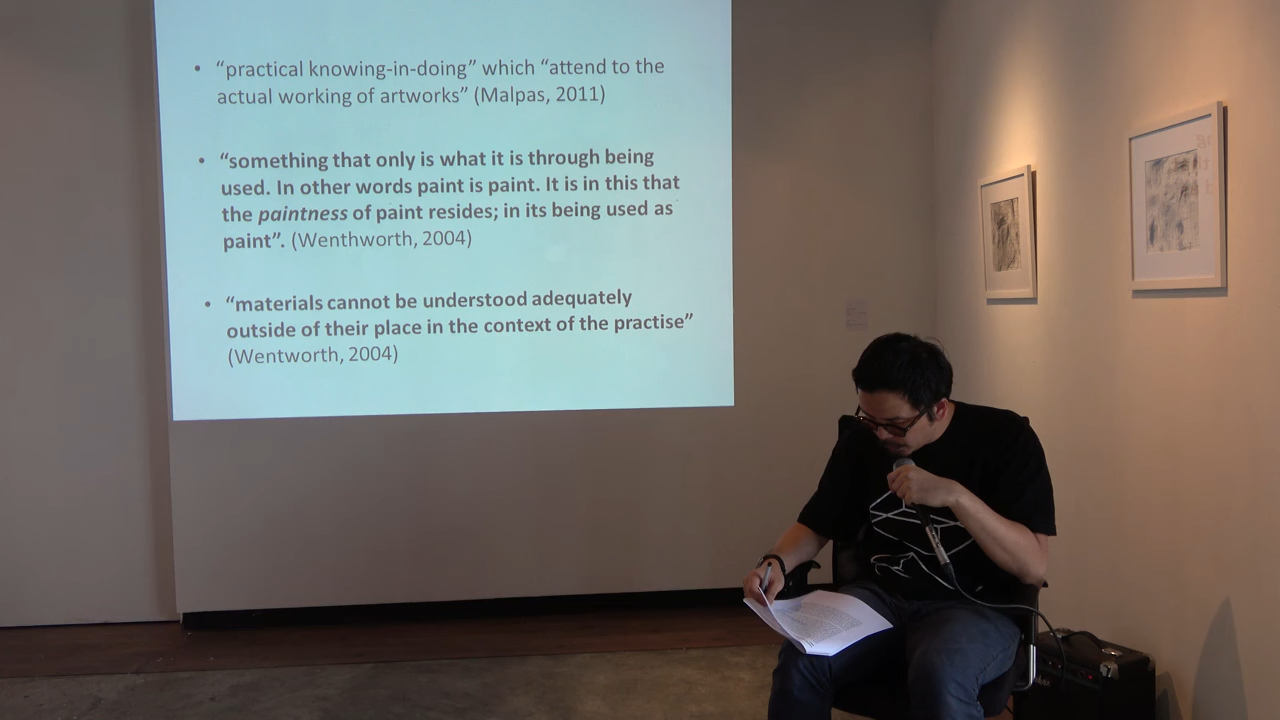 • “practical knowing-in-doing” which “attend to the
actual working of artworks” (Malpas, 2011)
• “something that only is what it is through being
used. In other words paint is paint. It is in this that
the paintness of paint resides; in its being used as
paint”. (Wenthworth, 2004)
• “materials cannot be understood adequately
outside of their place in the context of the practise”
(Wentworth, 2004)